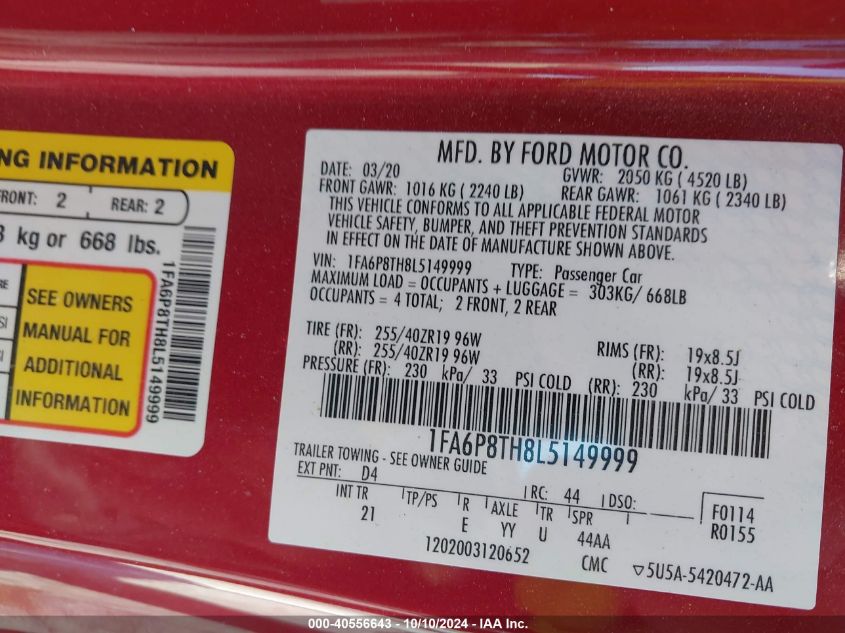 NG INFORMATION
FRONT: 2 REAR: 2
kg or 668 lbs.
SEE OWNERS
MANUAL FOR
ADDITIONAL
INFORMATION
1FA6P8TH8L5149999
MFD. BY FORD MOTOR CO.
DATE: 03/20 GVWR: 2050 KG ( 4520 LB)
FRONT GAWR: 1016 KG ( 2240 LB) REAR GAWR: 1061 KG ( 2340 LB)
THIS VEHICLE CONFORMS TO ALL APPLICABLE FEDERAL MOTOR
VEHICLE SAFETY, BUMPER, AND THEFT PREVENTION STANDARDS
IN EFFECT ON THE DATE OF MANUFACTURE SHOWN ABOVE.
VIN: 1FA6P8TH8L5149999 TYPE: Passenger Car
MAXIMUM LOAD = OCCUPANTS + LUGGAGE = 303KG/ 668LB
OCCUPANTS = 4 TOTAL; 2 FRONT, 2 REAR
TIRE (FR): 255/40ZR19 96W RIMS (FR): 19x8.5J
(RR): 255/40ZR19 96W (RR): 19x8.5J
PRESSURE (FR): 230 kPa/ 33 PSI COLD (RR): 230 kPa/ 33 PSI COLD
1FA6P8TH8L5149999
TRAILER TOWING - SEE OWNER GUIDE
EXT PNT: D4 RC: 44 DSO:
INT TR TP/PS R AXLE TR SPR
21 E YY U 44AA
F0114
R0155
1202003120652 CMC ▽5U5A-5420472-AA
000-40556643 - 10/10/2024 - IAA Inc.